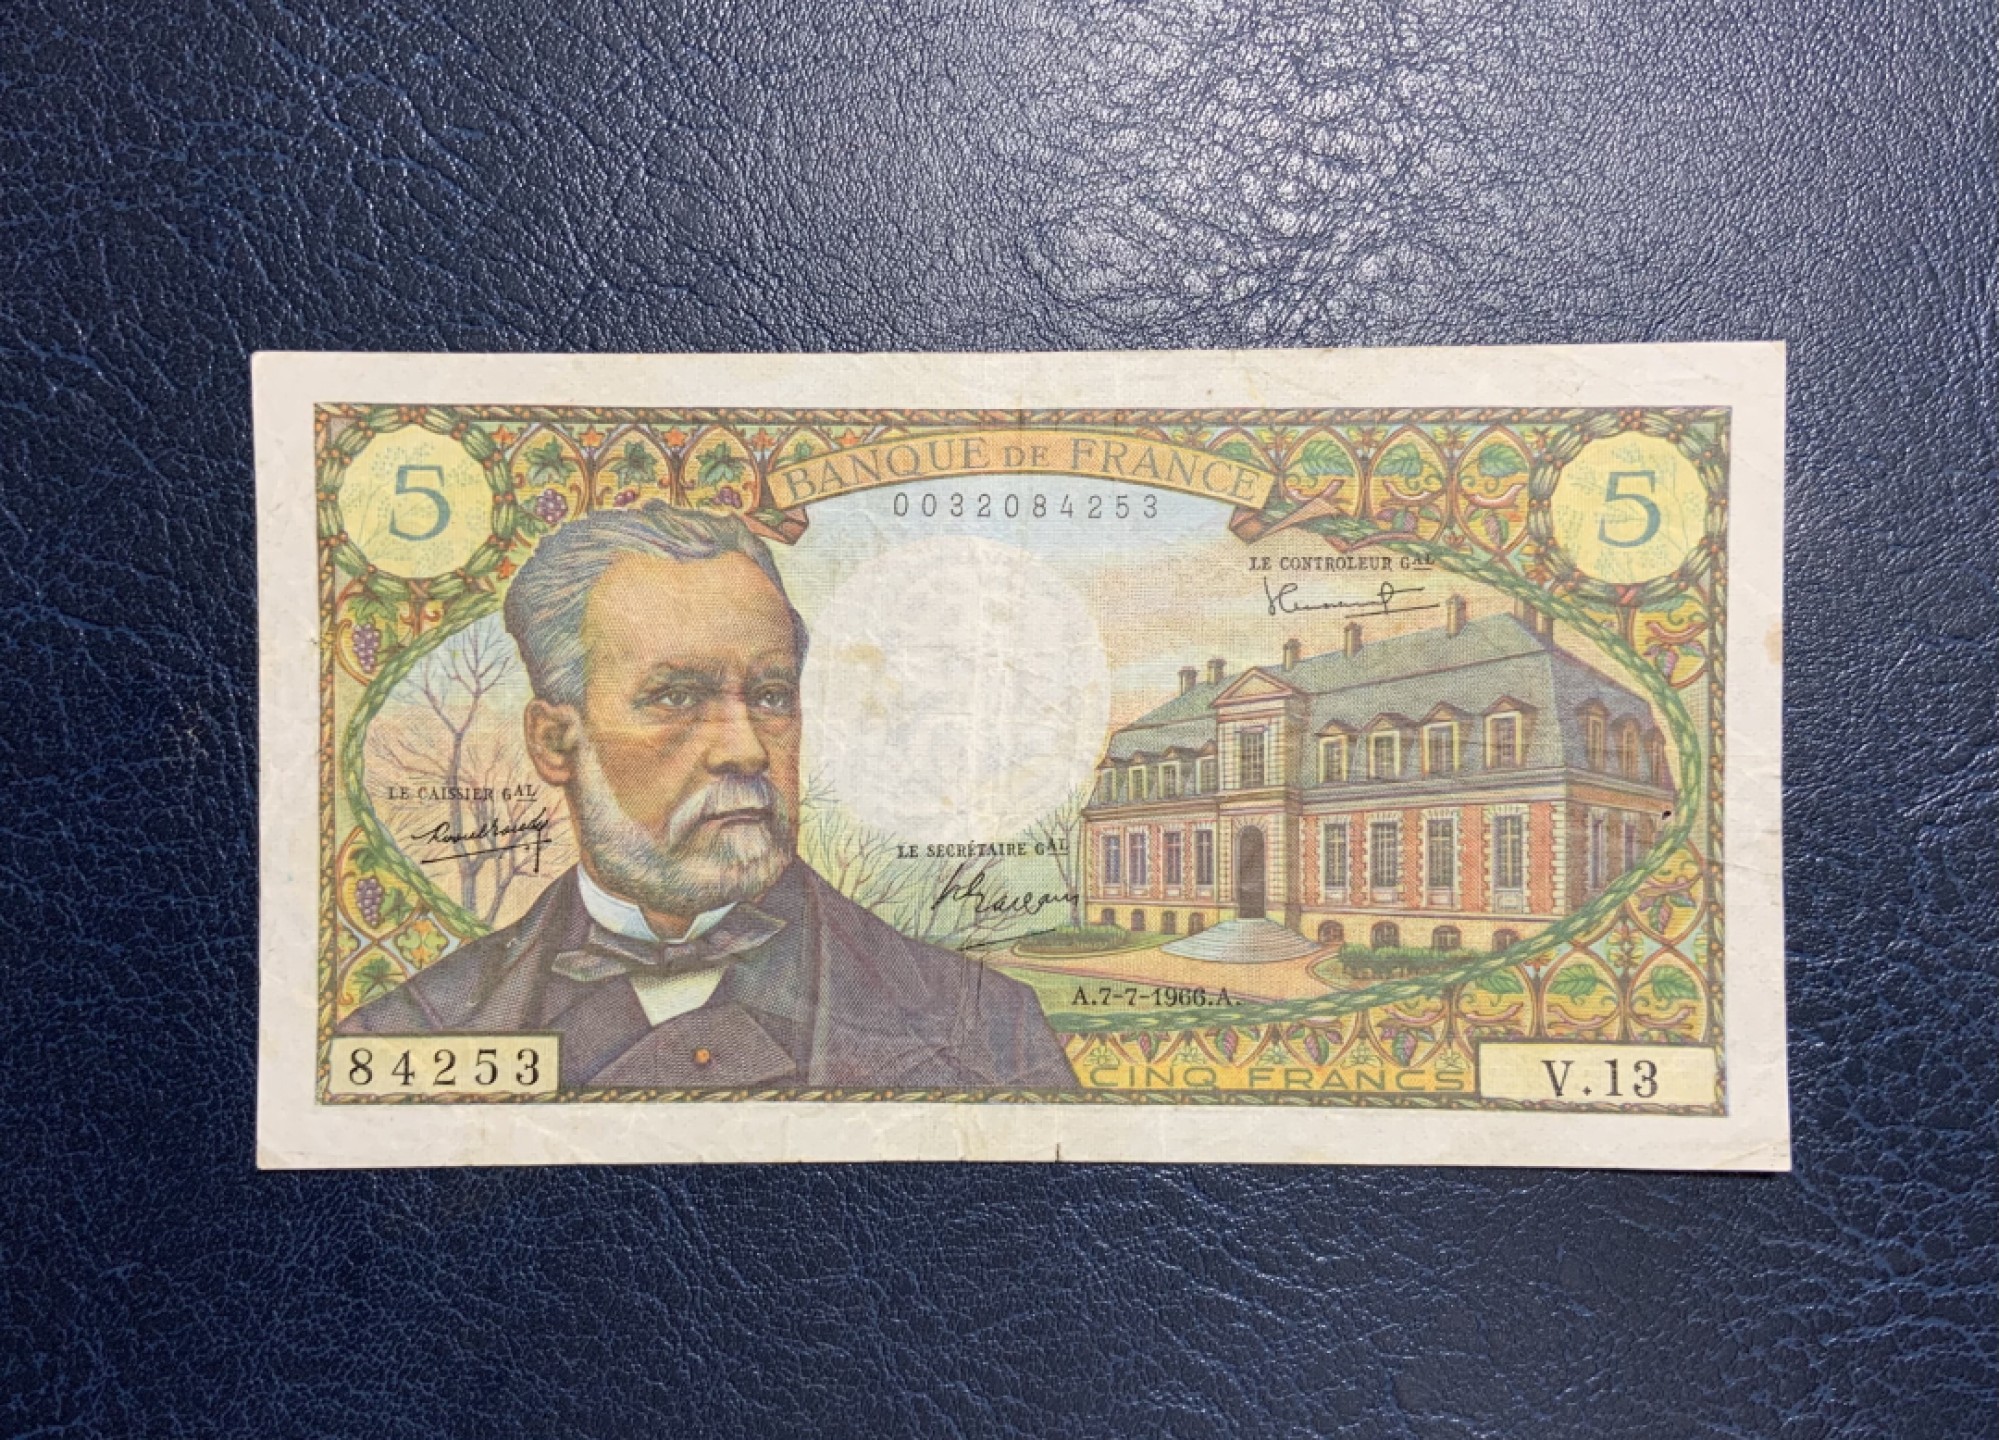 BANQUE DE FRANCE
5
5
0032084253
LE CONTROLEUR GAL
LE CAISSIER GAL
LE SECRÉTAIRE GAL
A.7-7-1966.A.
84253
CINQ FRANCS
V.13